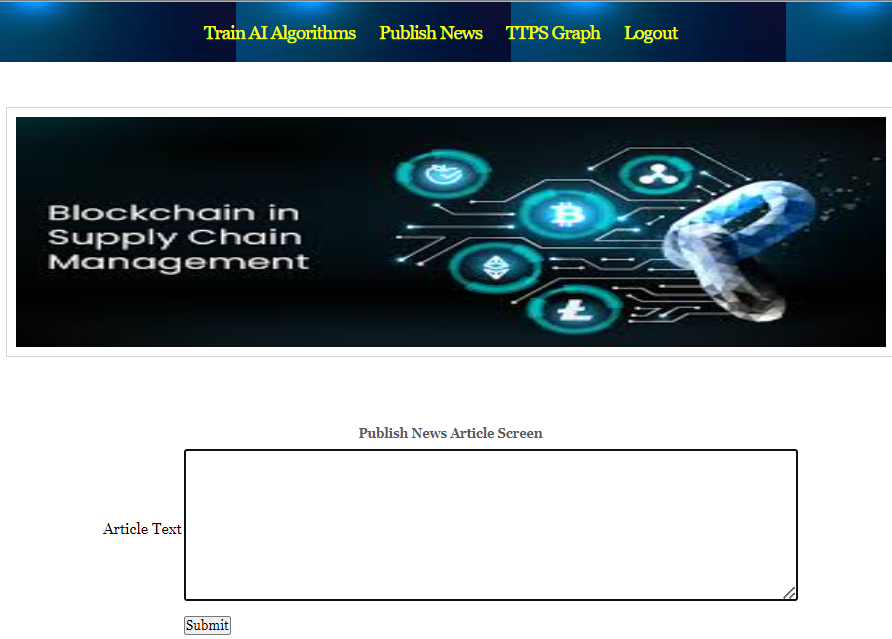 Train AI Algorithms Publish News TTPS Graph Logout
Blockchain in
Supply Chain
Management
Publish News Article Screen
Article Text
Submit